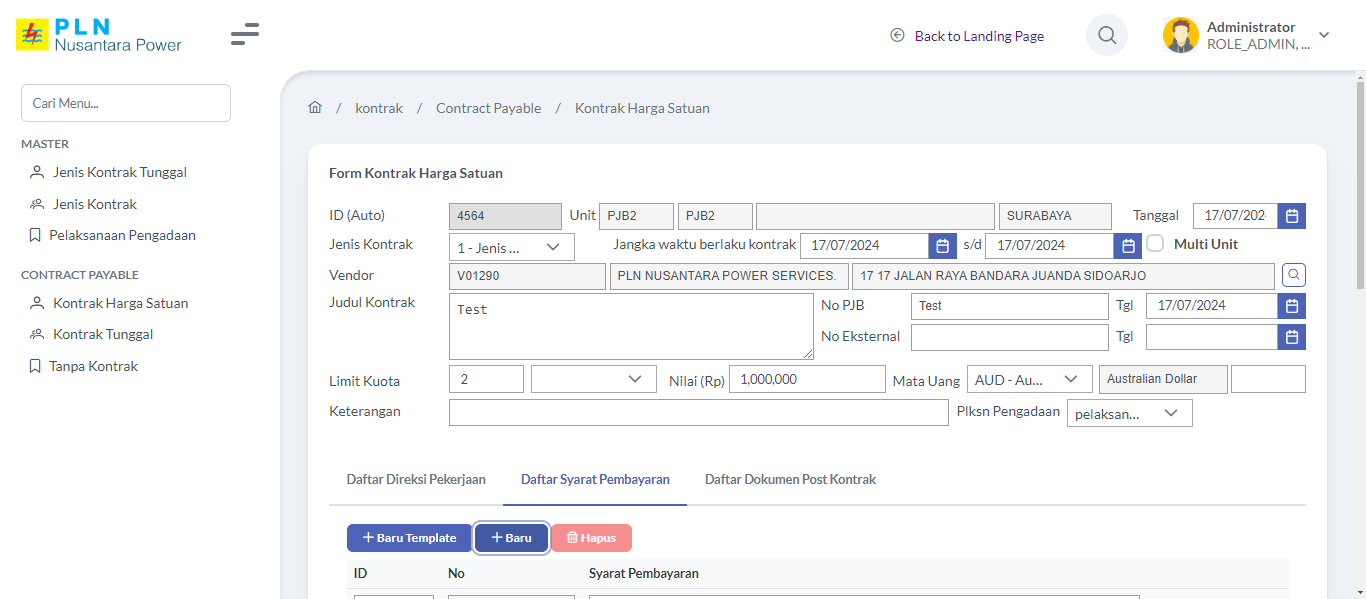 PLN
Nusantara Power
Back to Landing Page
Administrator
ROLE_ADMIN, ...
Cari Menu...
MASTER
Jenis Kontrak Tunggal
Jenis Kontrak
Pelaksanaan Pengadaan
CONTRACT PAYABLE
Kontrak Harga Satuan
Kontrak Tunggal
Tanpa Kontrak
/ kontrak / Contract Payable / Kontrak Harga Satuan
Form Kontrak Harga Satuan
ID (Auto) 4564 Unit PJB2 PJB2 SURABAYA Tanggal 17/07/202
Jenis Kontrak 1 - Jenis ... Jangka waktu berlaku kontrak 17/07/2024 s/d 17/07/2024 Multi Unit
Vendor V01290 PLN NUSANTARA POWER SERVICES. 17 17 JALAN RAYA BANDARA JUANDA SIDOARJO
Judul Kontrak Test No PJB Test Tgl 17/07/2024
No Eksternal Tgl
Limit Kuota 2 Nilai (Rp) 1,000,000 Mata Uang AUD - Au... Australian Dollar
Keterangan Plksn Pengadaan pelaksan...
Daftar Direksi Pekerjaan Daftar Syarat Pembayaran Daftar Dokumen Post Kontrak
+ Baru Template + Baru Hapus
ID No Syarat Pembayaran